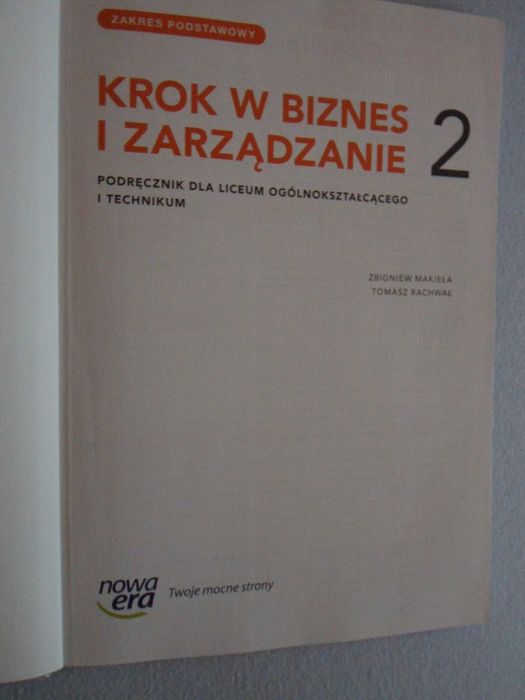 ZAKRES PODSTAWOWY
KROK W BIZNES
I ZARZĄDZANIE 2
PODRĘCZNIK DLA LICEUM OGÓLNOKSZTAŁCĄCEGO
I TECHNIKUM
ZBIGNIEW MAKIEŁA
TOMASZ RACHWAŁ
nowa
era
Twoje mocne strony